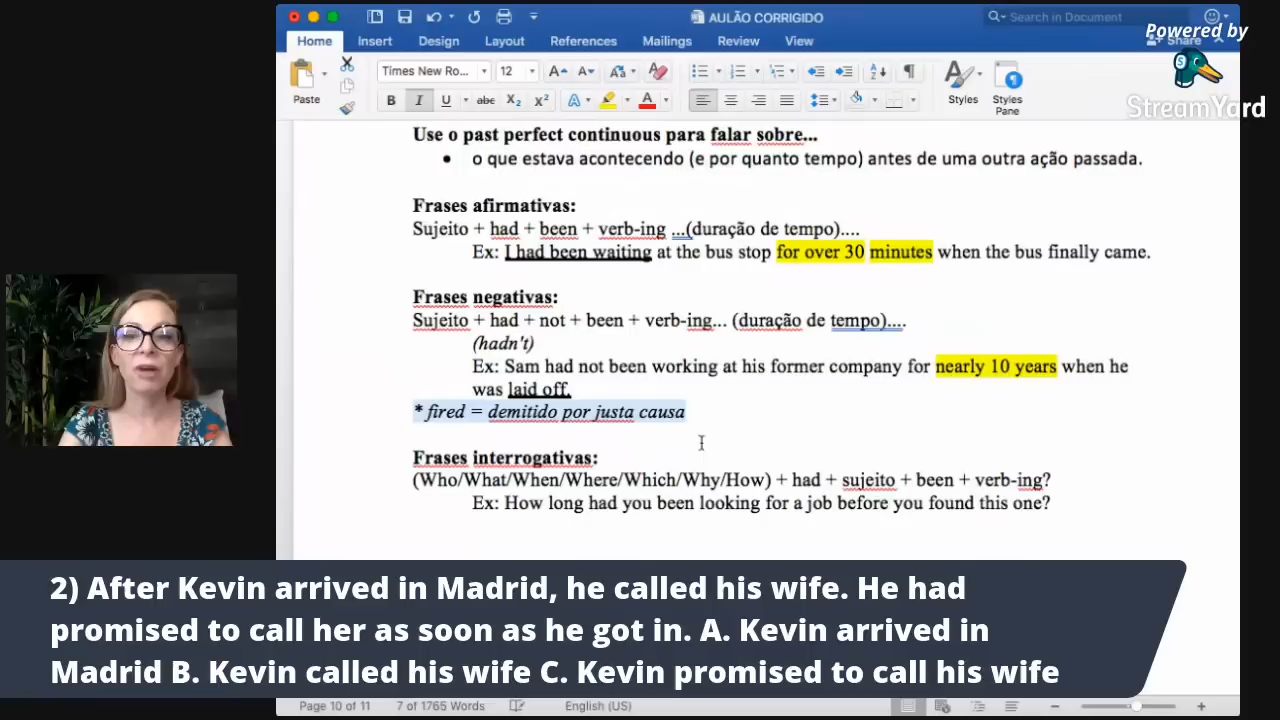 AULÃO CORRIGIDO
Search in Document
Powered by
Home Insert Design Layout References Mailings Review View
Share
StreamYard
Times New Ro... 12
Paste
B I U abc X₂ X²
Styles
Styles Pane
Use o past perfect continuous para falar sobre...
• o que estava acontecendo (e por quanto tempo) antes de uma outra ação passada.
Frases afirmativas:
Sujeito + had + been + verb-ing ...(duração de tempo)....
Ex: I had been waiting at the bus stop for over 30 minutes when the bus finally came.
Frases negativas:
Sujeito + had + not + been + verb-ing... (duração de tempo)....
(hadn't)
Ex: Sam had not been working at his former company for nearly 10 years when he
was laid off.
* fired = demitido por justa causa
Frases interrogativas:
(Who/What/When/Where/Which/Why/How) + had + sujeito + been + verb-ing?
Ex: How long had you been looking for a job before you found this one?
2) After Kevin arrived in Madrid, he called his wife. He had
promised to call her as soon as he got in. A. Kevin arrived in
Madrid B. Kevin called his wife C. Kevin promised to call his wife
Page 10 of 11 7 of 1765 Words English (US)